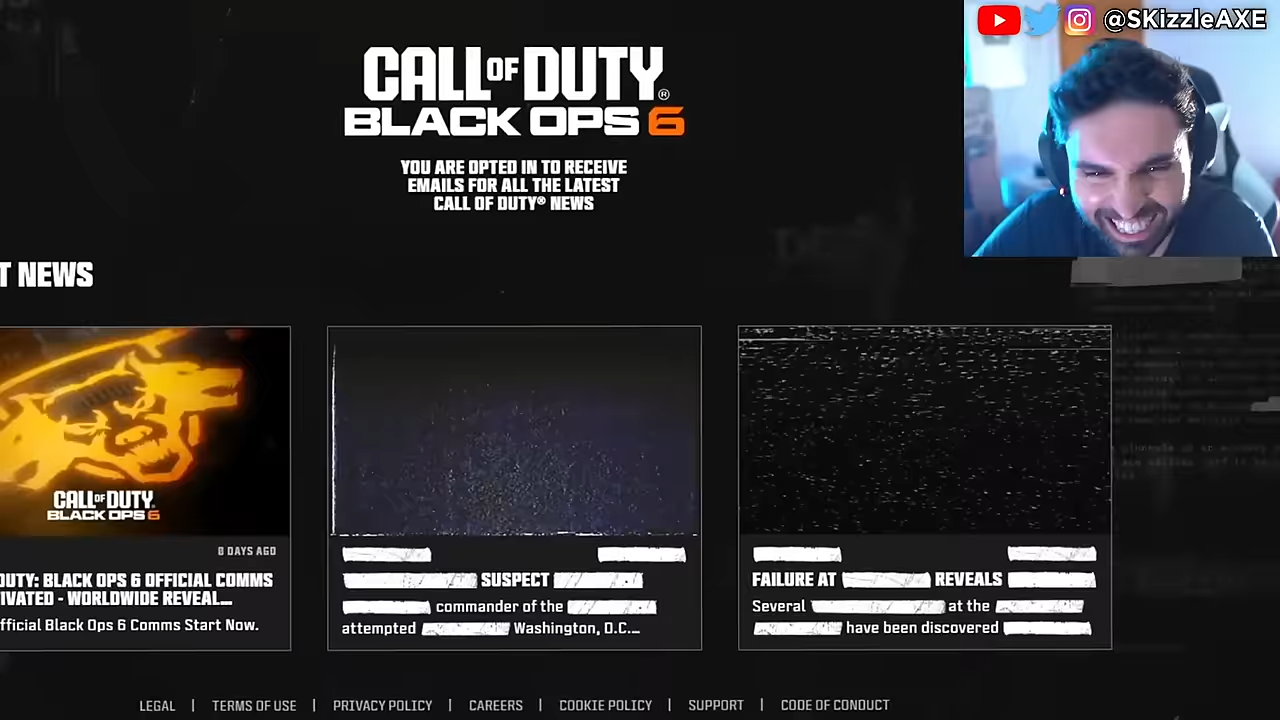 @SKizzleAXE
CALL OF DUTY®
BLACK OPS 6
YOU ARE OPTED IN TO RECEIVE
EMAILS FOR ALL THE LATEST
CALL OF DUTY® NEWS
T NEWS
CALL OF DUTY
BLACK OPS 6
0 DAYS AGO
DUTY: BLACK OPS 6 OFFICIAL COMMS
IVATED - WORLDWIDE REVEAL...
fficial Black Ops 6 Comms Start Now.
SUSPECT
commander of the
attempted Washington, D.C....
FAILURE AT REVEALS
Several at the
have been discovered
LEGAL | TERMS OF USE | PRIVACY POLICY | CAREERS | COOKIE POLICY | SUPPORT | CODE OF CONDUCT